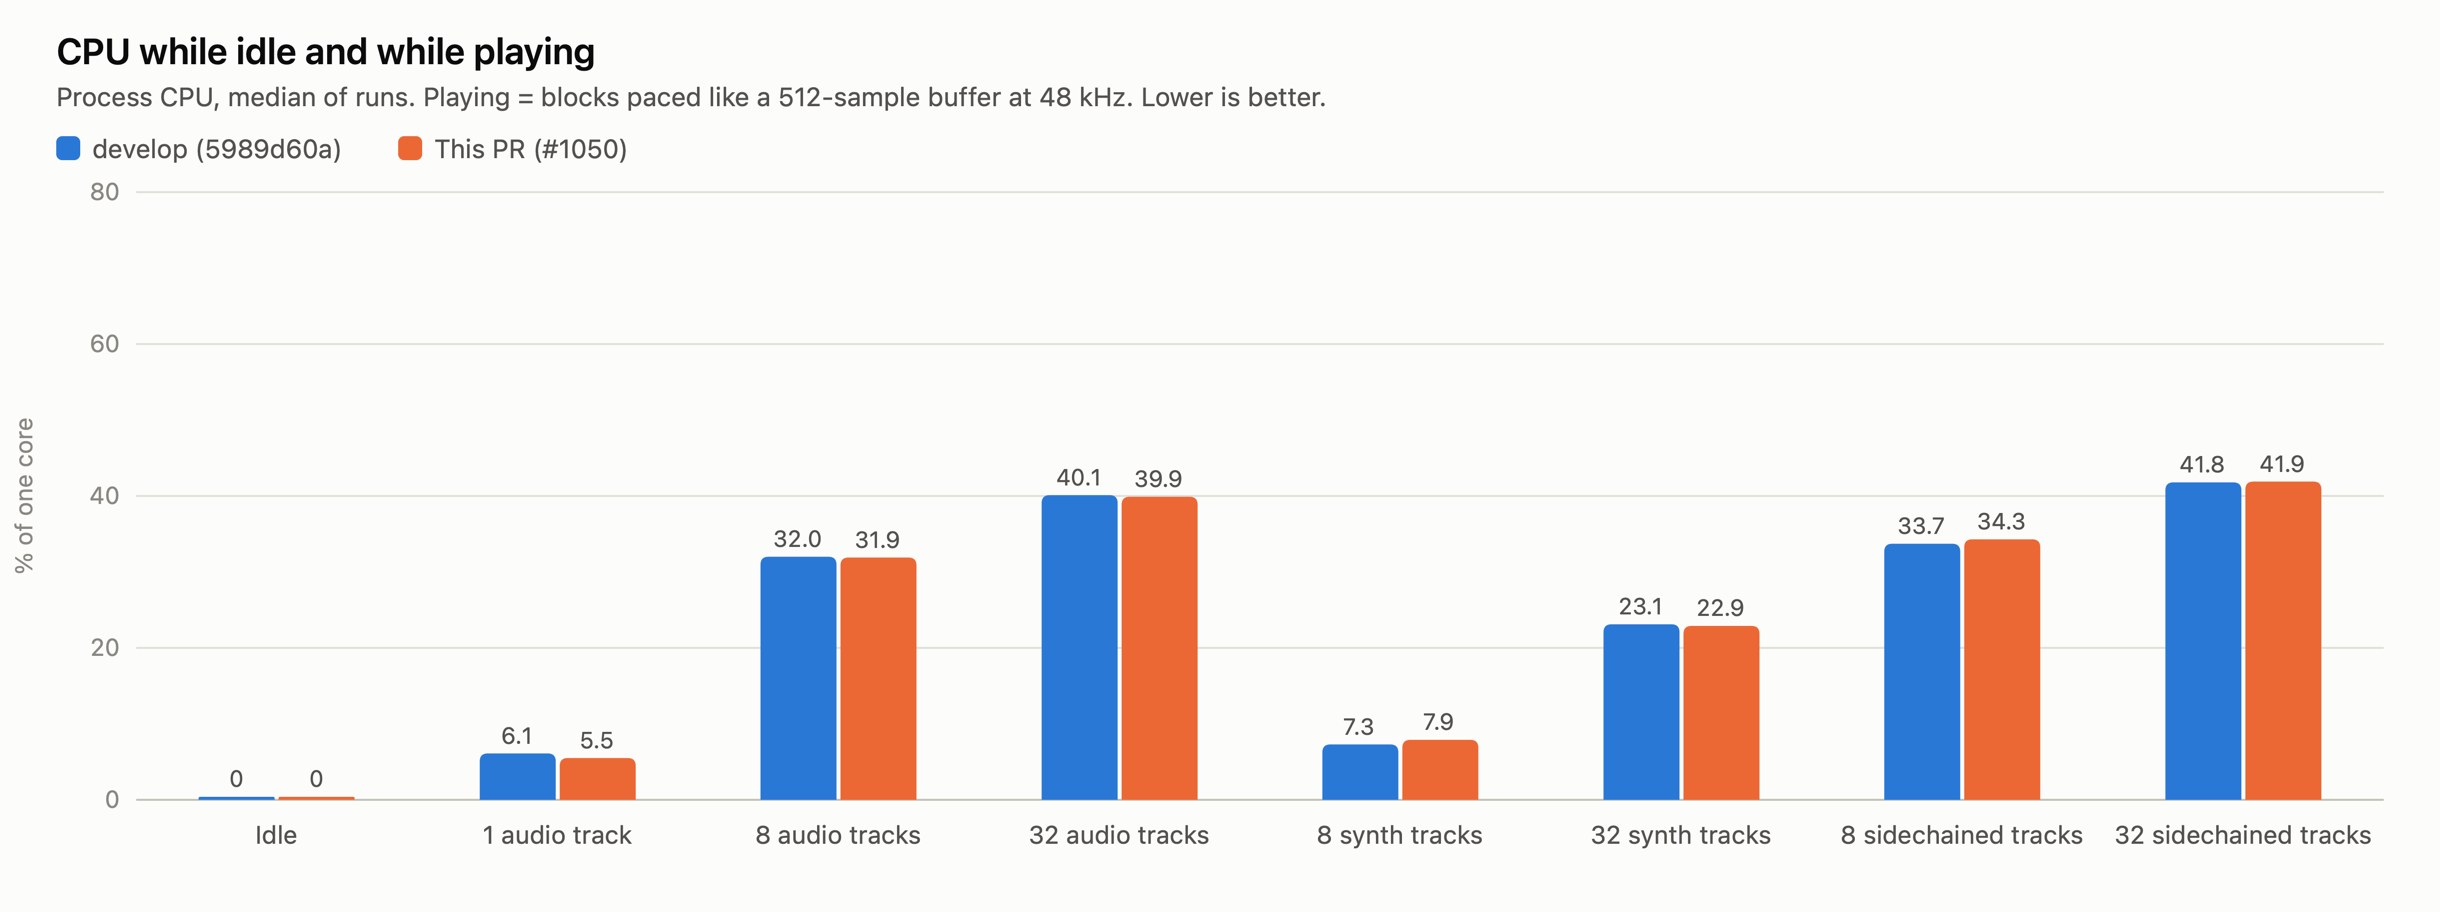 CPU while idle and while playing
Process CPU, median of runs. Playing = blocks paced like a 512-sample buffer at 48 kHz. Lower is better.
develop (5989d60a) This PR (#1050)
80
60
40
20
0
% of one core
0 0
6.1 5.5
32.0 31.9
40.1 39.9
7.3 7.9
23.1 22.9
33.7 34.3
41.8 41.9
Idle 1 audio track 8 audio tracks 32 audio tracks 8 synth tracks 32 synth tracks 8 sidechained tracks 32 sidechained tracks